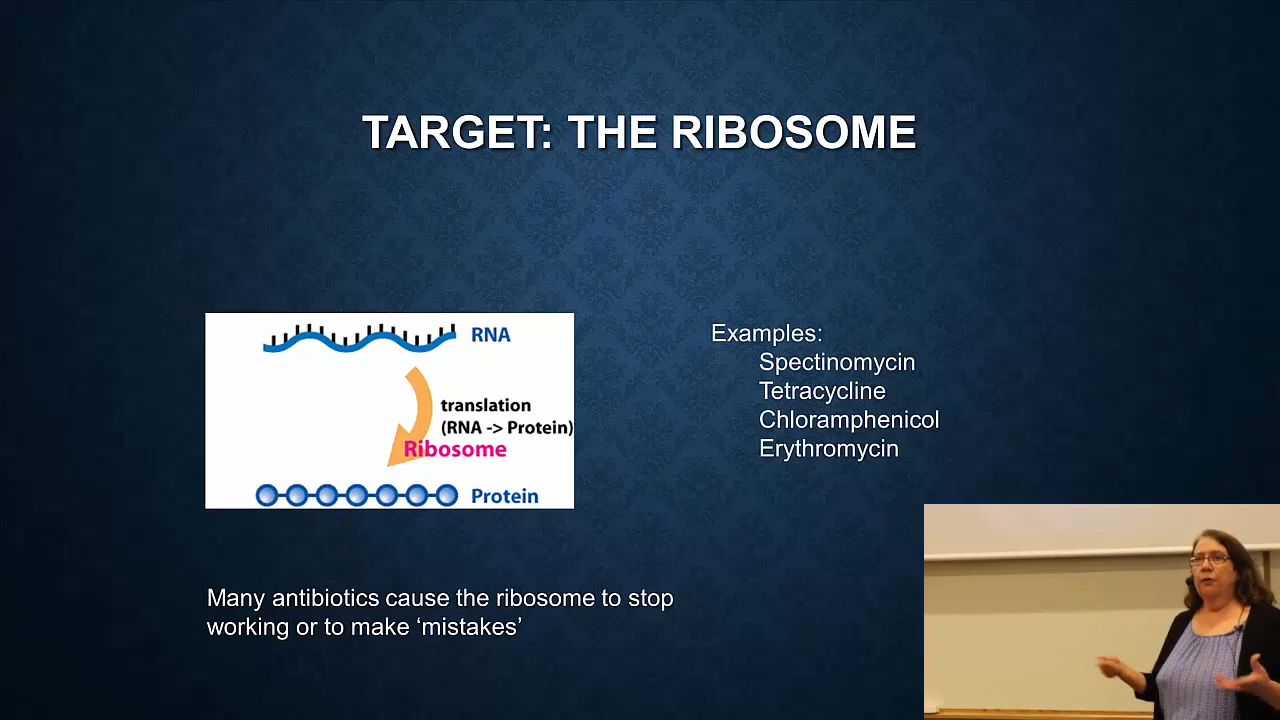 TARGET: THE RIBOSOME
RNA
translation
(RNA -> Protein)
Ribosome
Protein
Examples:
Spectinomycin
Tetracycline
Chloramphenicol
Erythromycin
Many antibiotics cause the ribosome to stop
working or to make ‘mistakes’